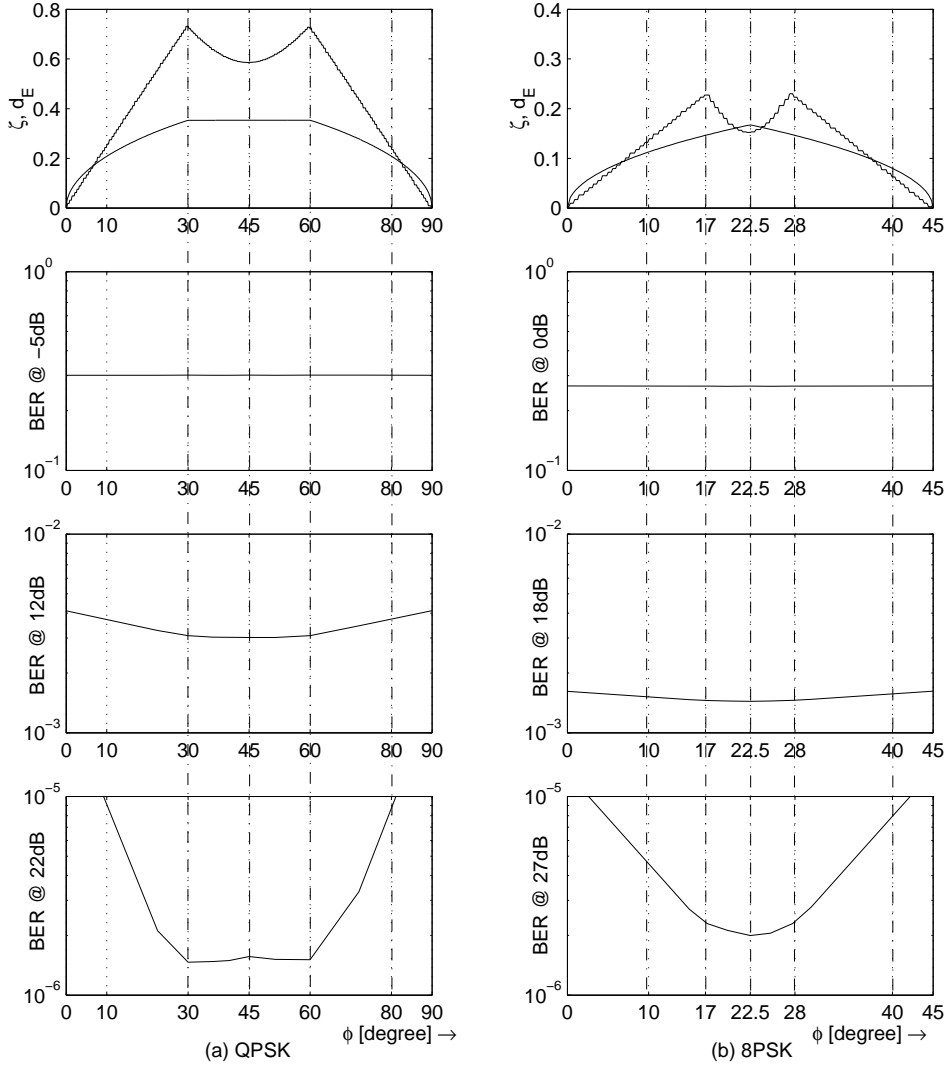 0.8
0.6
0.4
0.2
0
ζ, d_E
0 10 30 45 60 80 90
0.4
0.3
0.2
0.1
0
ζ, d_E
0 10 17 22.5 28 40 45
10^0
10^-1
BER @ −5dB
0 10 30 45 60 80 90
10^0
10^-1
BER @ 0dB
0 10 17 22.5 28 40 45
10^-2
10^-3
BER @ 12dB
0 10 30 45 60 80 90
10^-2
10^-3
BER @ 18dB
0 10 17 22.5 28 40 45
10^-5
10^-6
BER @ 22dB
0 10 30 45 60 80 90
ϕ [degree] →
(a) QPSK
10^-5
10^-6
BER @ 27dB
0 10 17 22.5 28 40 45
ϕ [degree] →
(b) 8PSK